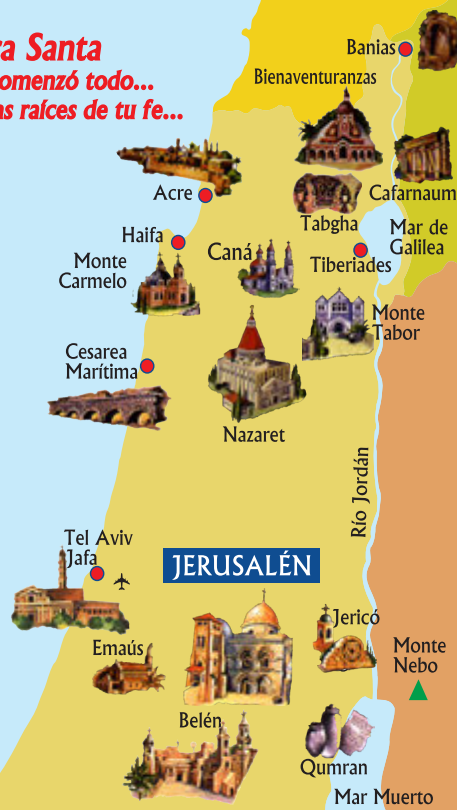 Santa
comenzó todo...
raíces de tu fe...
Banias
Bienaventuranzas
Acre
Cafarnaum
Tabgha
Mar de
Galilea
Haifa
Caná
Tiberiades
Monte
Carmelo
Monte
Tabor
Cesarea
Marítima
Nazaret
Río Jordán
Tel Aviv
Jafa
JERUSALÉN
Jericó
Emaús
Monte
Nebo
Belén
Qumran
Mar Muerto